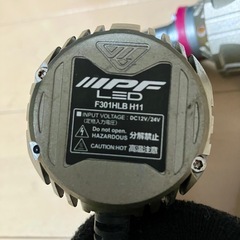 IPF
LED
F301HLB H11
INPUT VOLTAGE : DC12V/24V
(定格入力電圧)
Do not open.
HAZARDOUS 分解禁止
CAUTION:HOT 高温注意